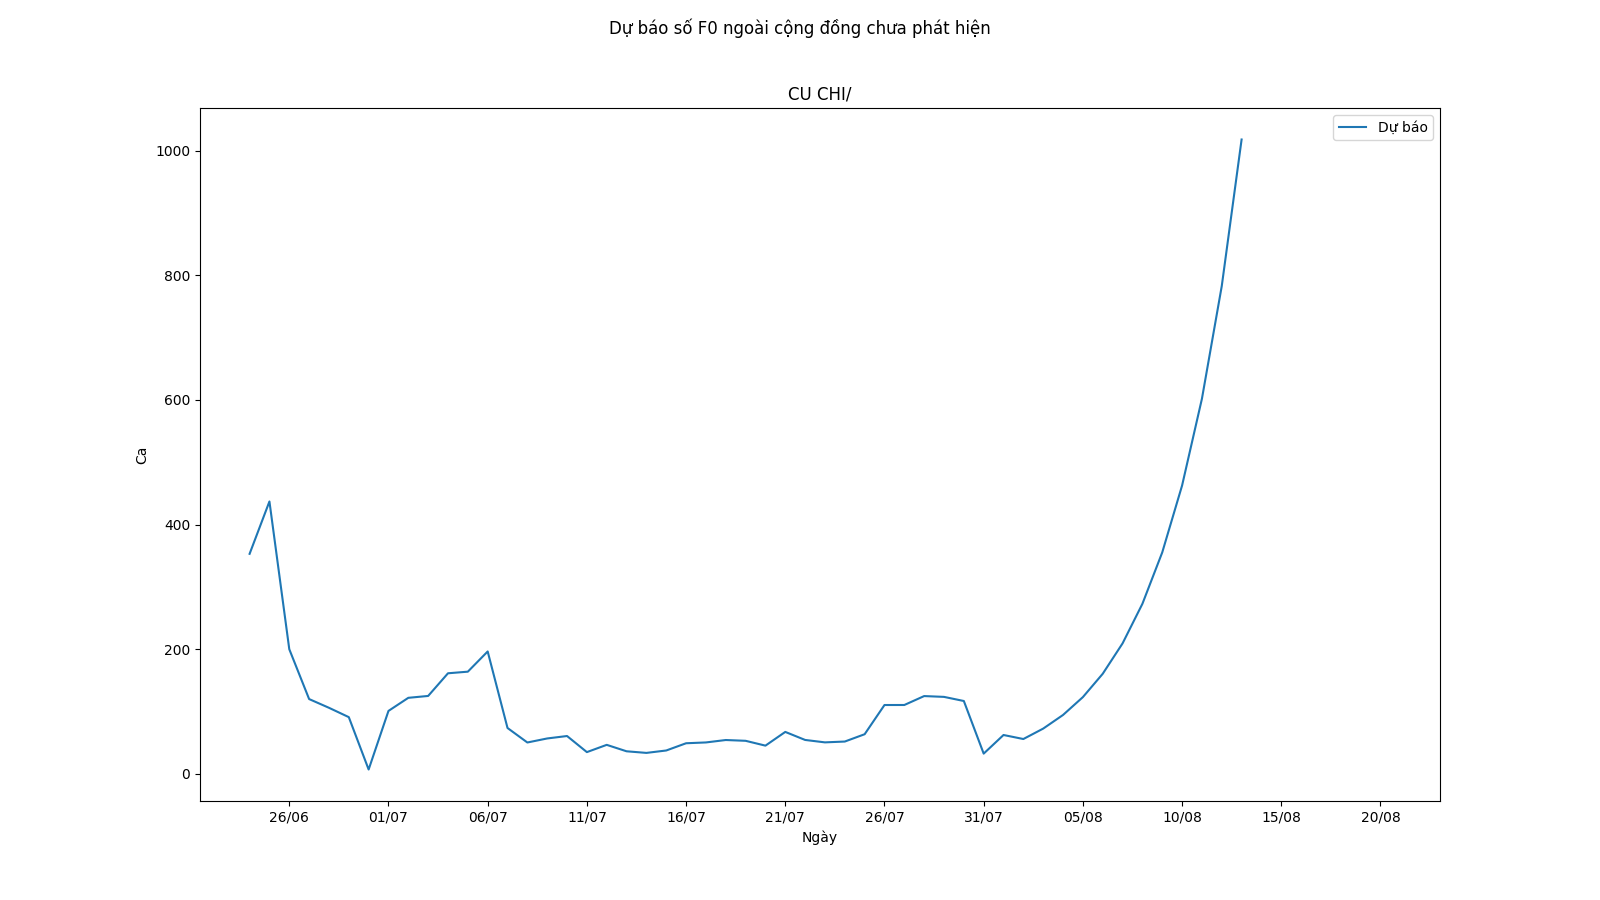 Dự báo số F0 ngoài cộng đồng chưa phát hiện
CU CHI/
Dự báo
1000
800
600
400
200
0
Ca
26/06 01/07 06/07 11/07 16/07 21/07 26/07 31/07 05/08 10/08 15/08 20/08
Ngày